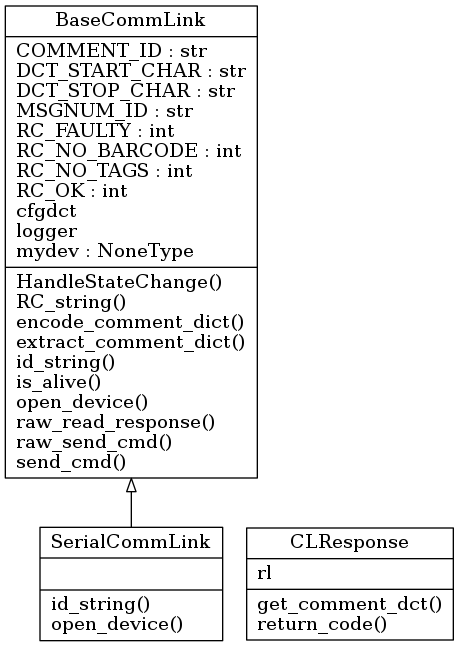 BaseCommLink
COMMENT_ID : str
DCT_START_CHAR : str
DCT_STOP_CHAR : str
MSGNUM_ID : str
RC_FAULTY : int
RC_NO_BARCODE : int
RC_NO_TAGS : int
RC_OK : int
cfgdct
logger
mydev : NoneType
HandleStateChange()
RC_string()
encode_comment_dict()
extract_comment_dict()
id_string()
is_alive()
open_device()
raw_read_response()
raw_send_cmd()
send_cmd()
SerialCommLink
id_string()
open_device()
CLResponse
rl
get_comment_dct()
return_code()